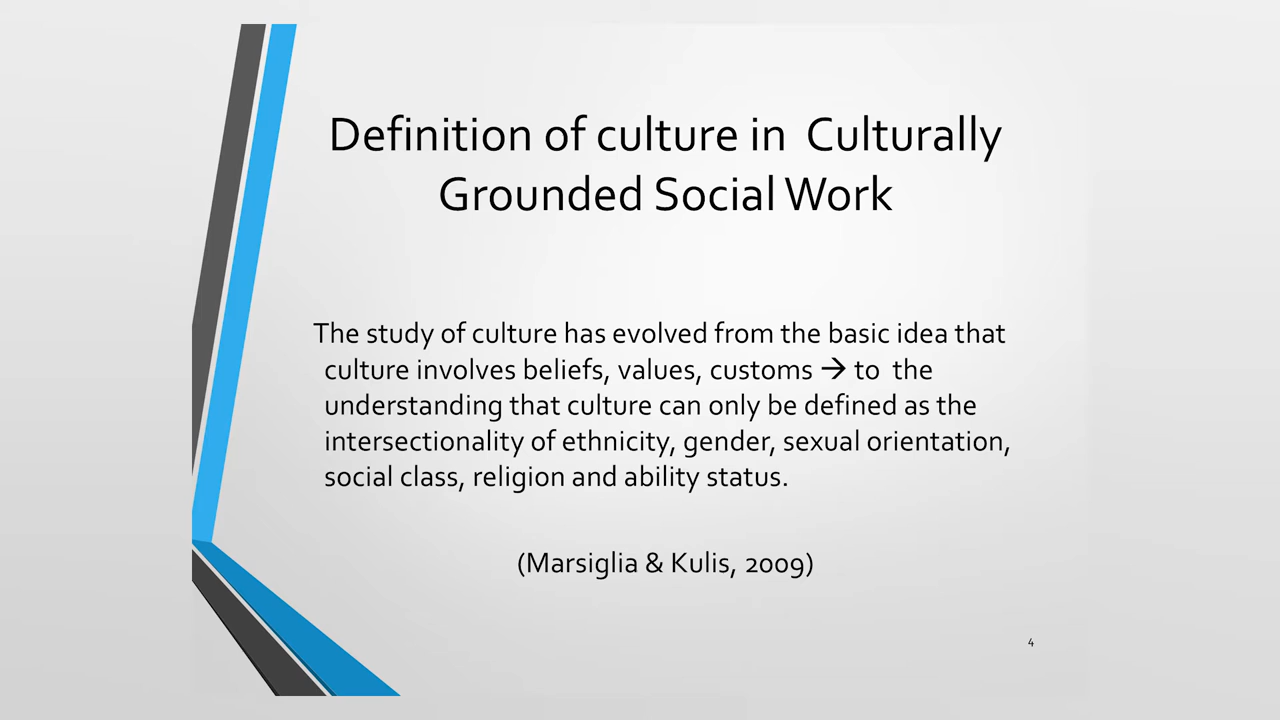 Definition of culture in  Culturally
Grounded Social Work
The study of culture has evolved from the basic idea that
culture involves beliefs, values, customs → to  the
understanding that culture can only be defined as the
intersectionality of ethnicity, gender, sexual orientation,
social class, religion and ability status.
(Marsiglia & Kulis, 2009)
4